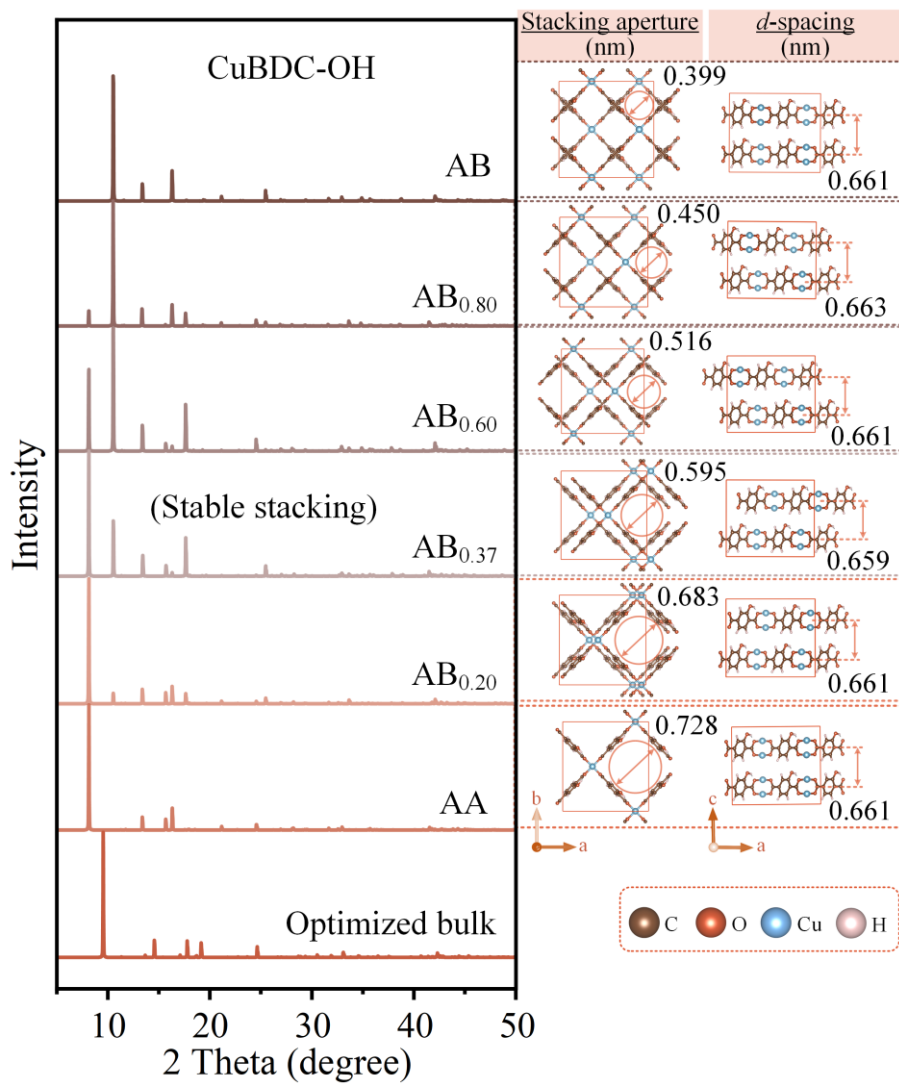 CuBDC-OH
AB
AB0.80
AB0.60
(Stable stacking)
AB0.37
AB0.20
AA
Optimized bulk
Intensity
10 20 30 40 50
2 Theta (degree)
Stacking aperture
(nm)
d-spacing
(nm)
0.399
0.661
0.450
0.663
0.516
0.661
0.595
0.659
0.683
0.661
0.728
0.661
b
a
c
a
C O Cu H